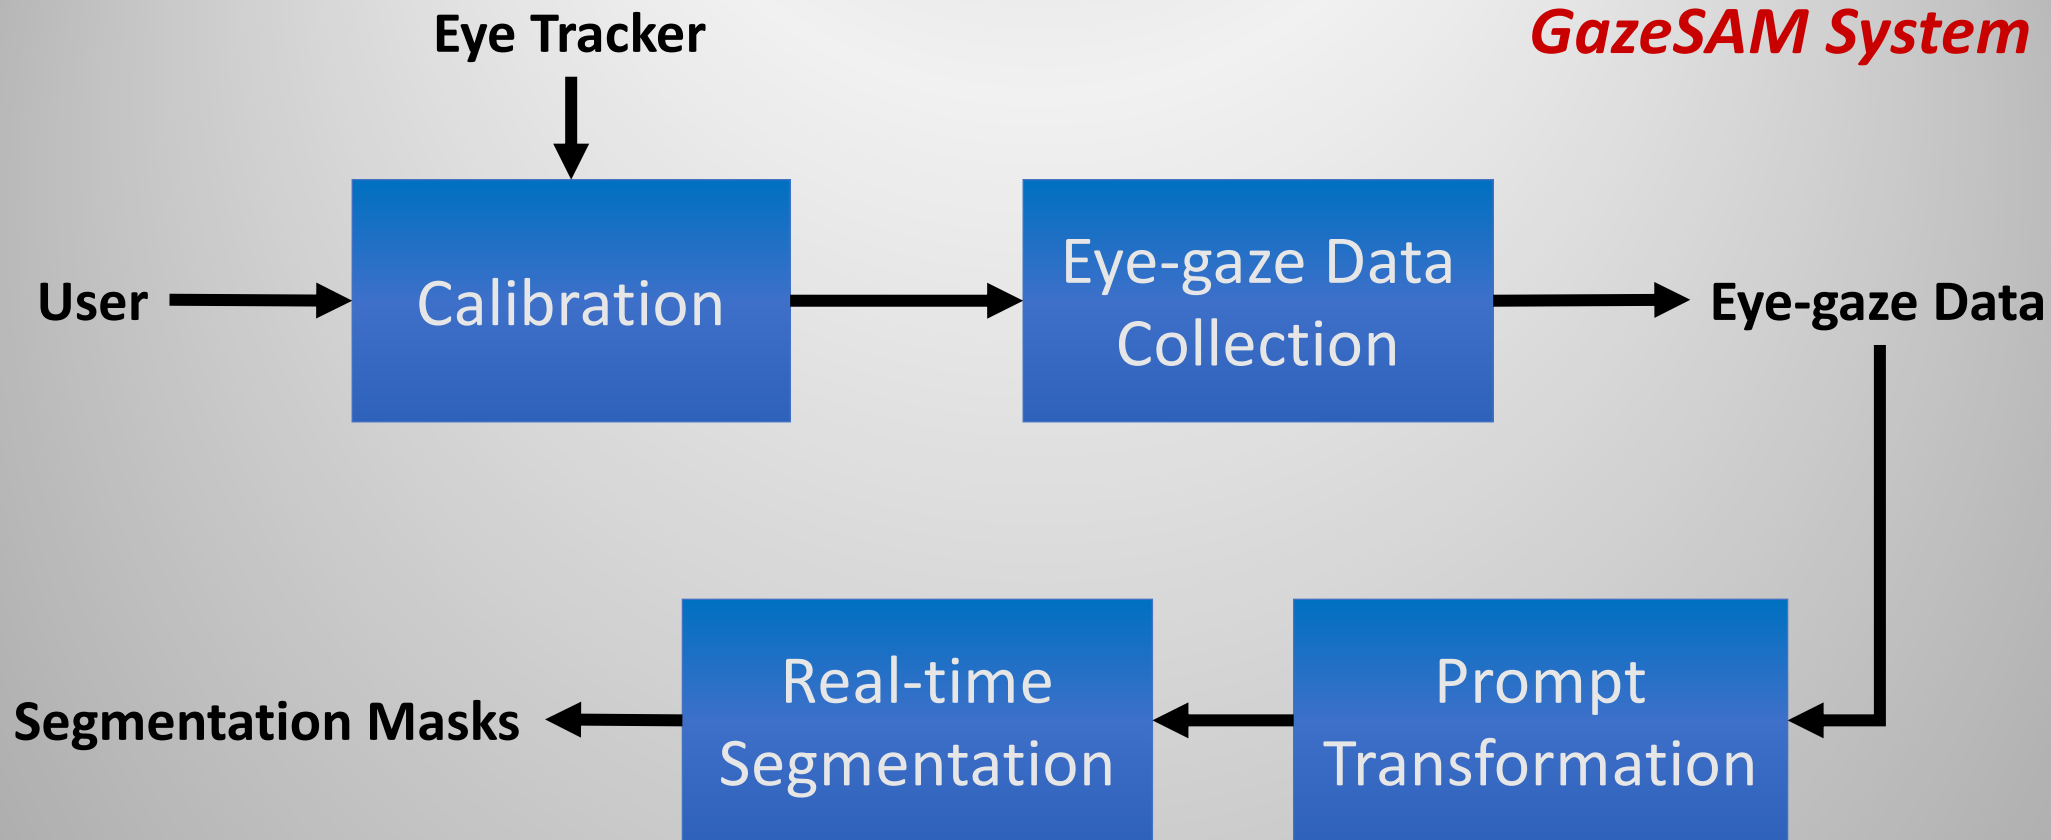 Eye Tracker
GazeSAM System
User
Calibration
Eye-gaze Data
Collection
Eye-gaze Data
Segmentation Masks
Real-time
Segmentation
Prompt
Transformation